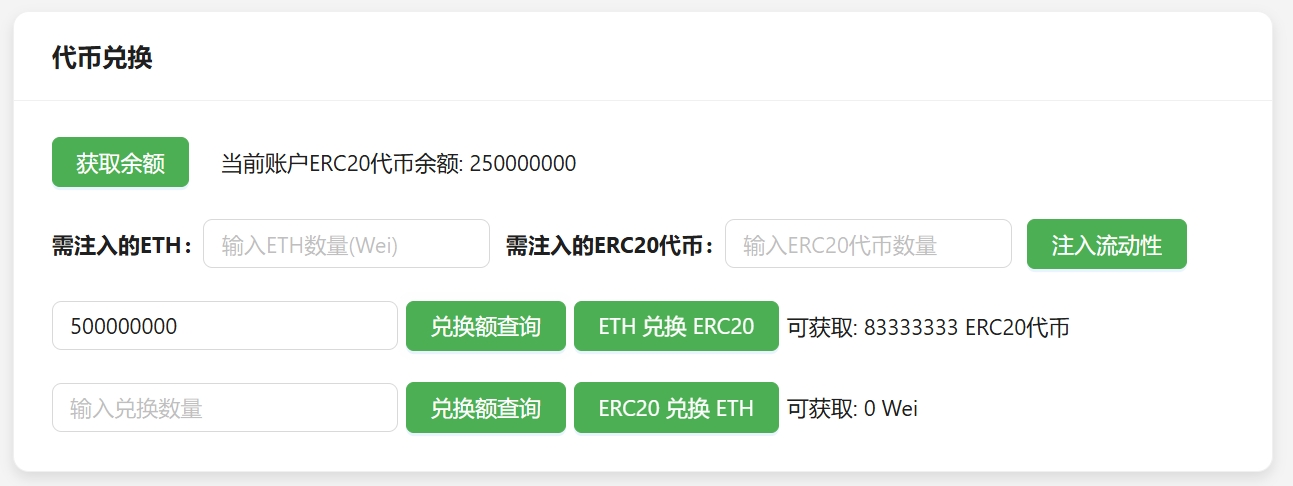 代币兑换
获取余额 当前账户ERC20代币余额: 250000000
需注入的ETH： 输入ETH数量(Wei) 需注入的ERC20代币： 输入ERC20代币数量 注入流动性
500000000 兑换额查询 ETH 兑换 ERC20 可获取: 83333333 ERC20代币
输入兑换数量 兑换额查询 ERC20 兑换 ETH 可获取: 0 Wei